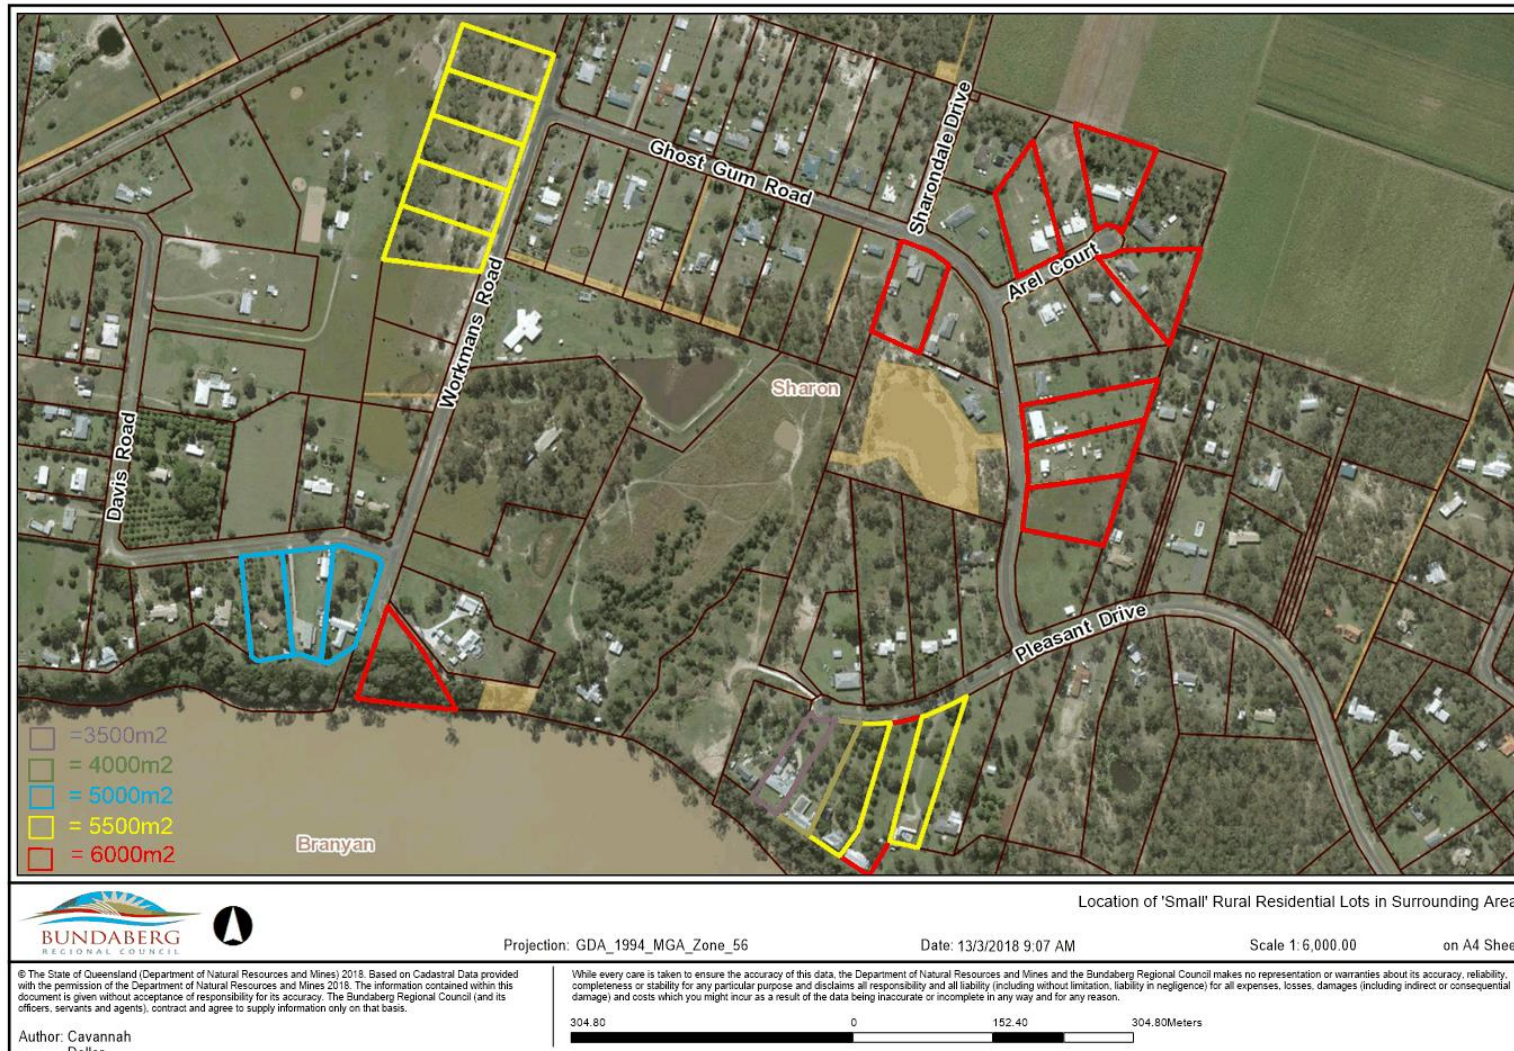 Ghost Gum Road
Sharondale Drive
Arel Court
Workmans Road
Sharon
Davis Road
Pleasant Drive
=3500m2
= 4000m2
= 5000m2
= 5500m2
= 6000m2
Branyan
Location of 'Small' Rural Residential Lots in Surrounding Area
BUNDABERG
REGIONAL COUNCIL
Projection: GDA_1994_MGA_Zone_56
Date: 13/3/2018 9:07 AM
Scale 1:6,000.00
on A4 Shee
© The State of Queensland (Department of Natural Resources and Mines) 2018. Based on Cadastral Data provided
with the permission of the Department of Natural Resources and Mines 2018. The information contained within this
document is given without acceptance of responsibility for its accuracy. The Bundaberg Regional Council (and its
officers, servants and agents), contract and agree to supply information only on that basis.
Author: Cavannah
While every care is taken to ensure the accuracy of this data, the Department of Natural Resources and Mines and the Bundaberg Regional Council makes no representation or warranties about its accuracy, reliability,
completeness or stability for any particular purpose and disclaims all responsibility and all liability (including without limitation, liability in negligence) for all expenses, losses, damages (including indirect or consequential
damage) and costs which you might incur as a result of the data being inaccurate or incomplete in any way and for any reason.
304.80 0 152.40 304.80Meters